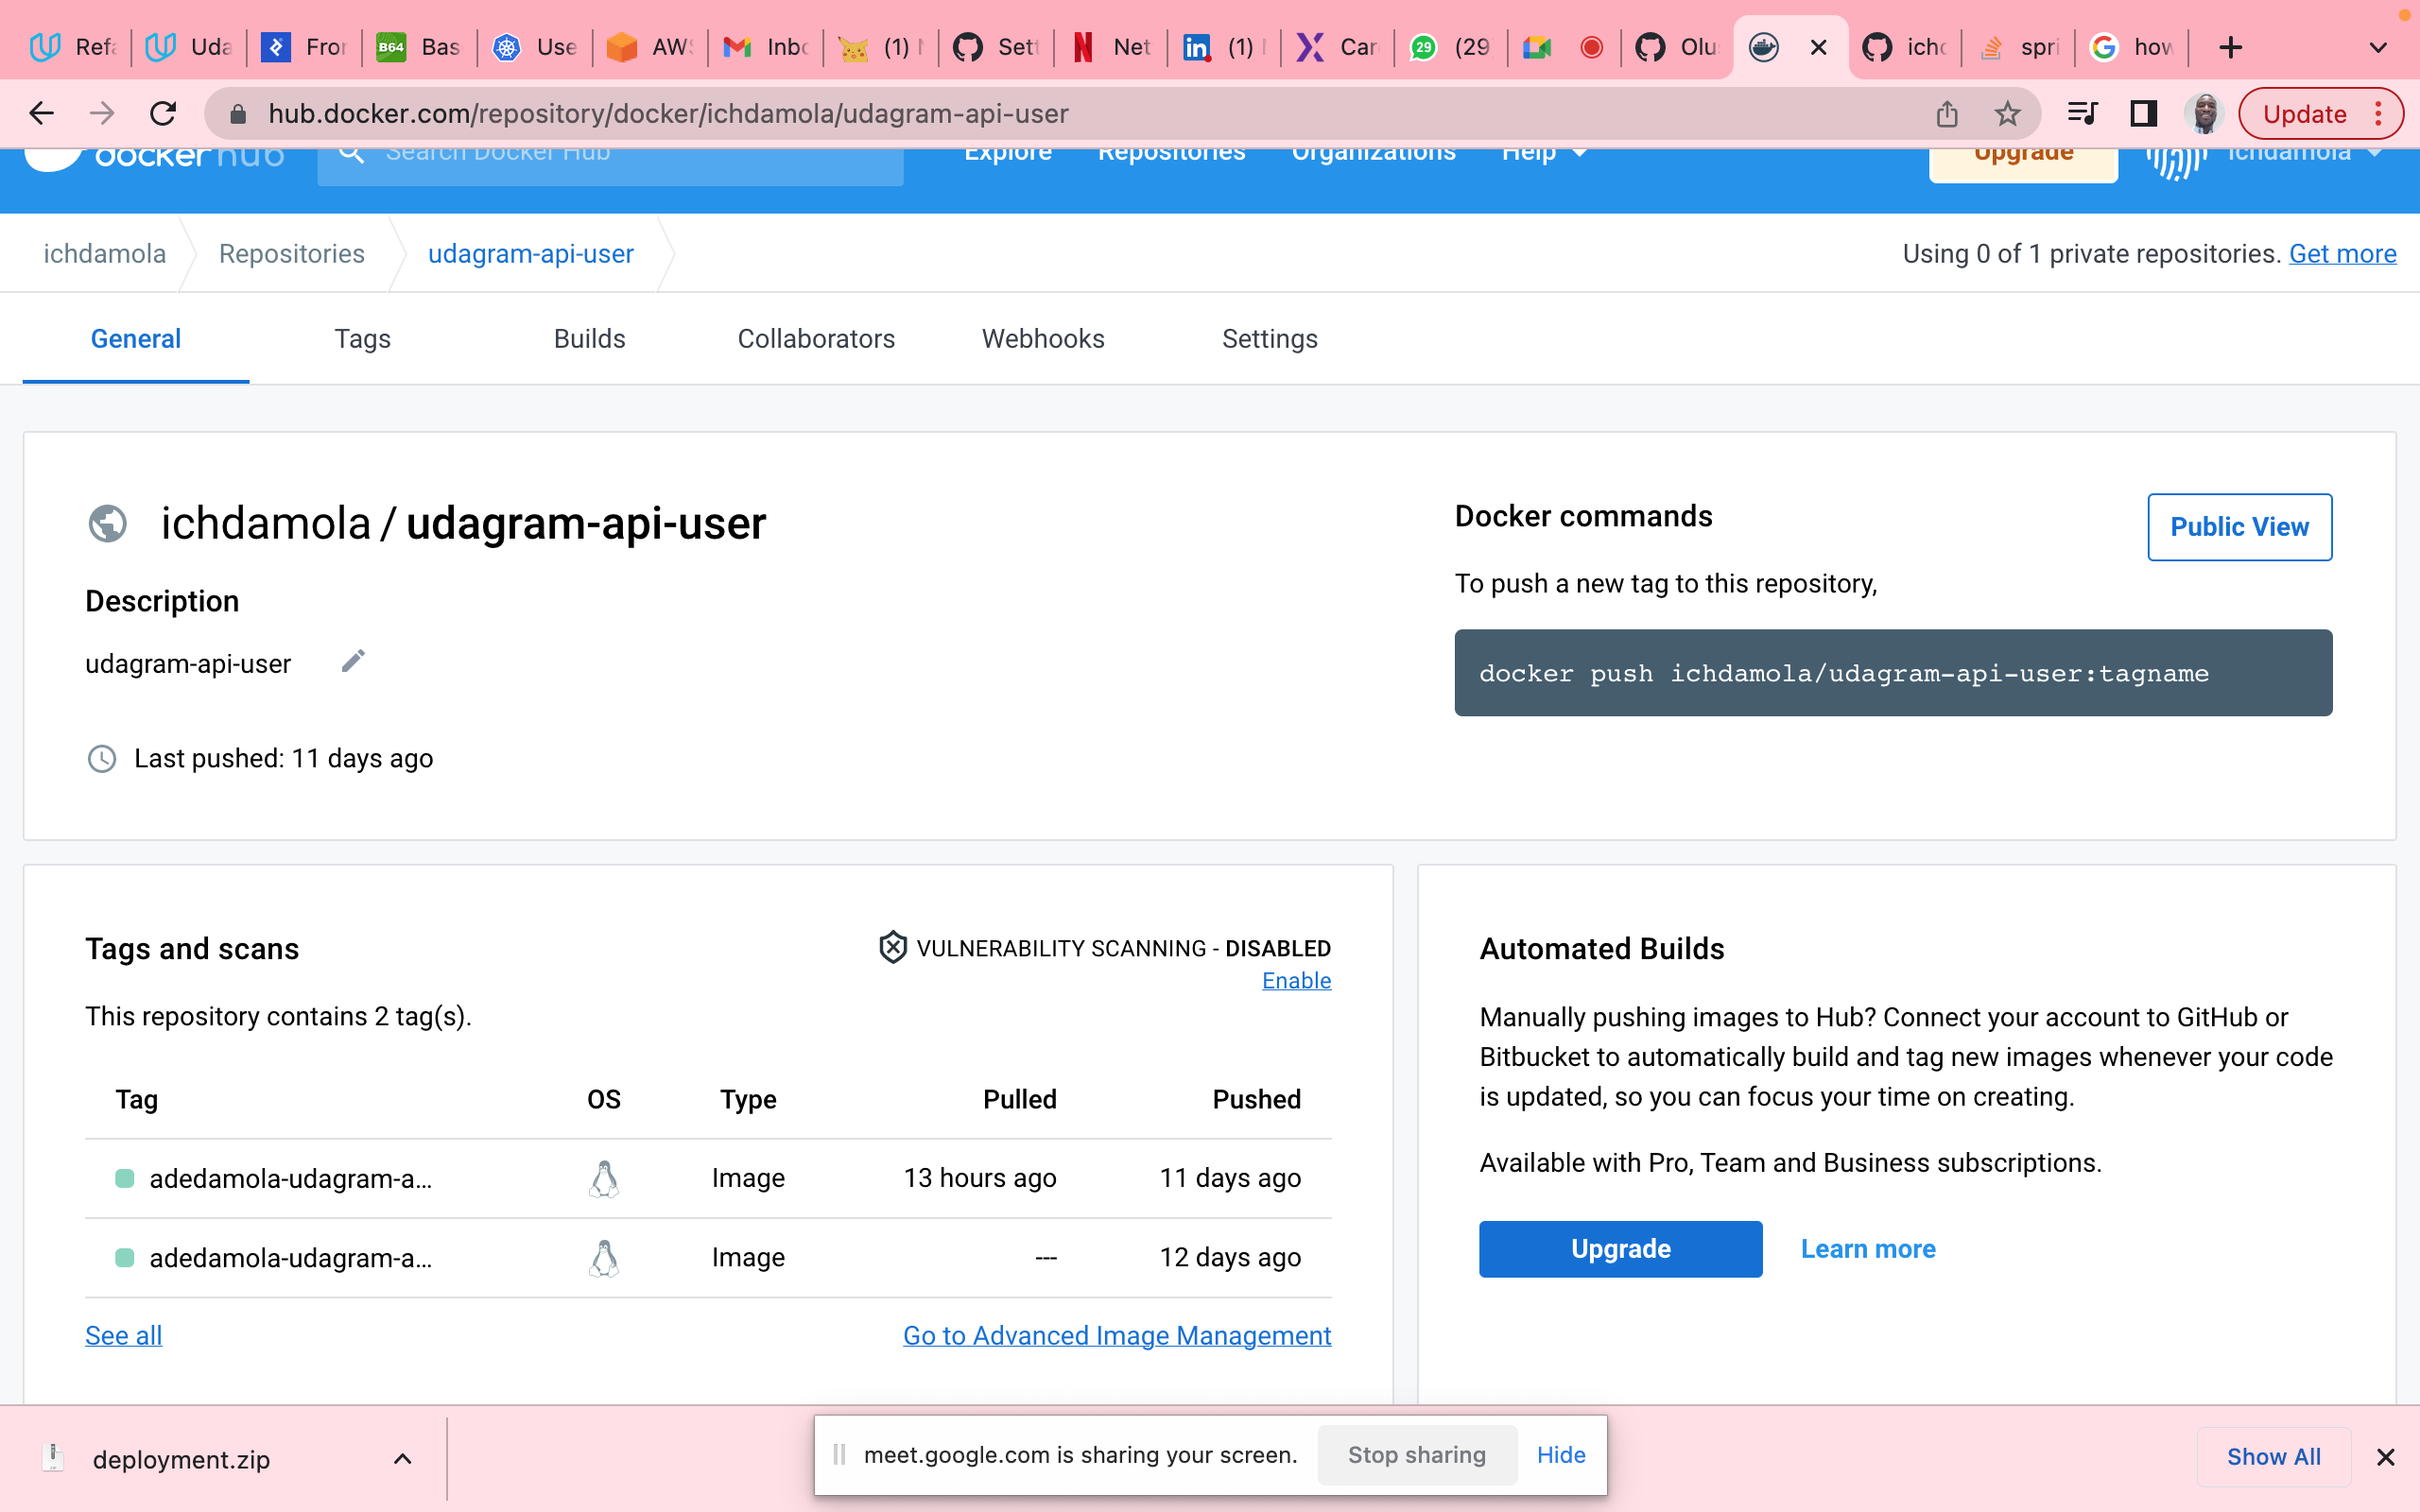 Refa
Uda
Fror
B64 Bas
Use
AWS
Inbo
(1)
Sett
Net
(1)
Car
29 (29
Olu
icho
spri
how
hub.docker.com/repository/docker/ichdamola/udagram-api-user
Update
docker hub
Search Docker Hub
Explore
Repositories
Organizations
Help
Upgrade
ichdamola
ichdamola
Repositories
udagram-api-user
Using 0 of 1 private repositories. Get more
General
Tags
Builds
Collaborators
Webhooks
Settings
ichdamola / udagram-api-user
Description
udagram-api-user
Last pushed: 11 days ago
Docker commands
Public View
To push a new tag to this repository,
docker push ichdamola/udagram-api-user:tagname
Tags and scans
VULNERABILITY SCANNING - DISABLED
Enable
This repository contains 2 tag(s).
Tag OS Type Pulled Pushed
adedamola-udagram-a... Image 13 hours ago 11 days ago
adedamola-udagram-a... Image --- 12 days ago
See all
Go to Advanced Image Management
Automated Builds
Manually pushing images to Hub? Connect your account to GitHub or
Bitbucket to automatically build and tag new images whenever your code
is updated, so you can focus your time on creating.
Available with Pro, Team and Business subscriptions.
Upgrade
Learn more
deployment.zip
meet.google.com is sharing your screen.
Stop sharing
Hide
Show All